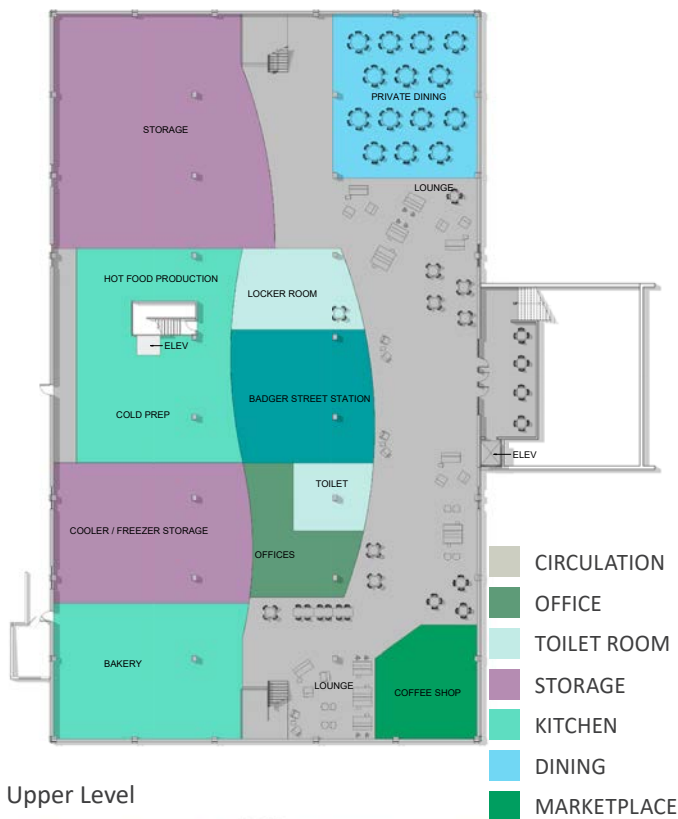 PRIVATE DINING
STORAGE
LOUNGE
HOT FOOD PRODUCTION
LOCKER ROOM
ELEV
BADGER STREET STATION
COLD PREP
ELEV
TOILET
COOLER / FREEZER STORAGE
OFFICES
BAKERY
LOUNGE
COFFEE SHOP
CIRCULATION
OFFICE
TOILET ROOM
STORAGE
KITCHEN
DINING
MARKETPLACE
Upper Level